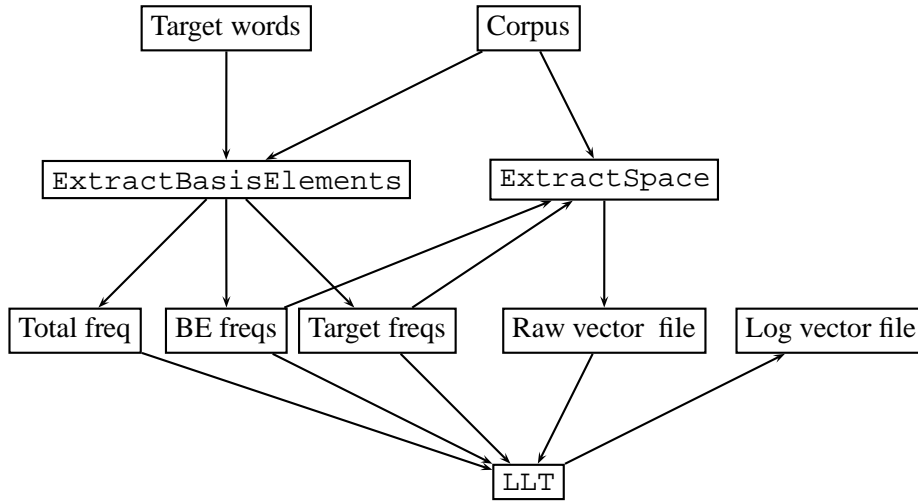 Target words
Corpus
ExtractBasisElements
ExtractSpace
Total freq
BE freqs
Target freqs
Raw vector file
Log vector file
LLT